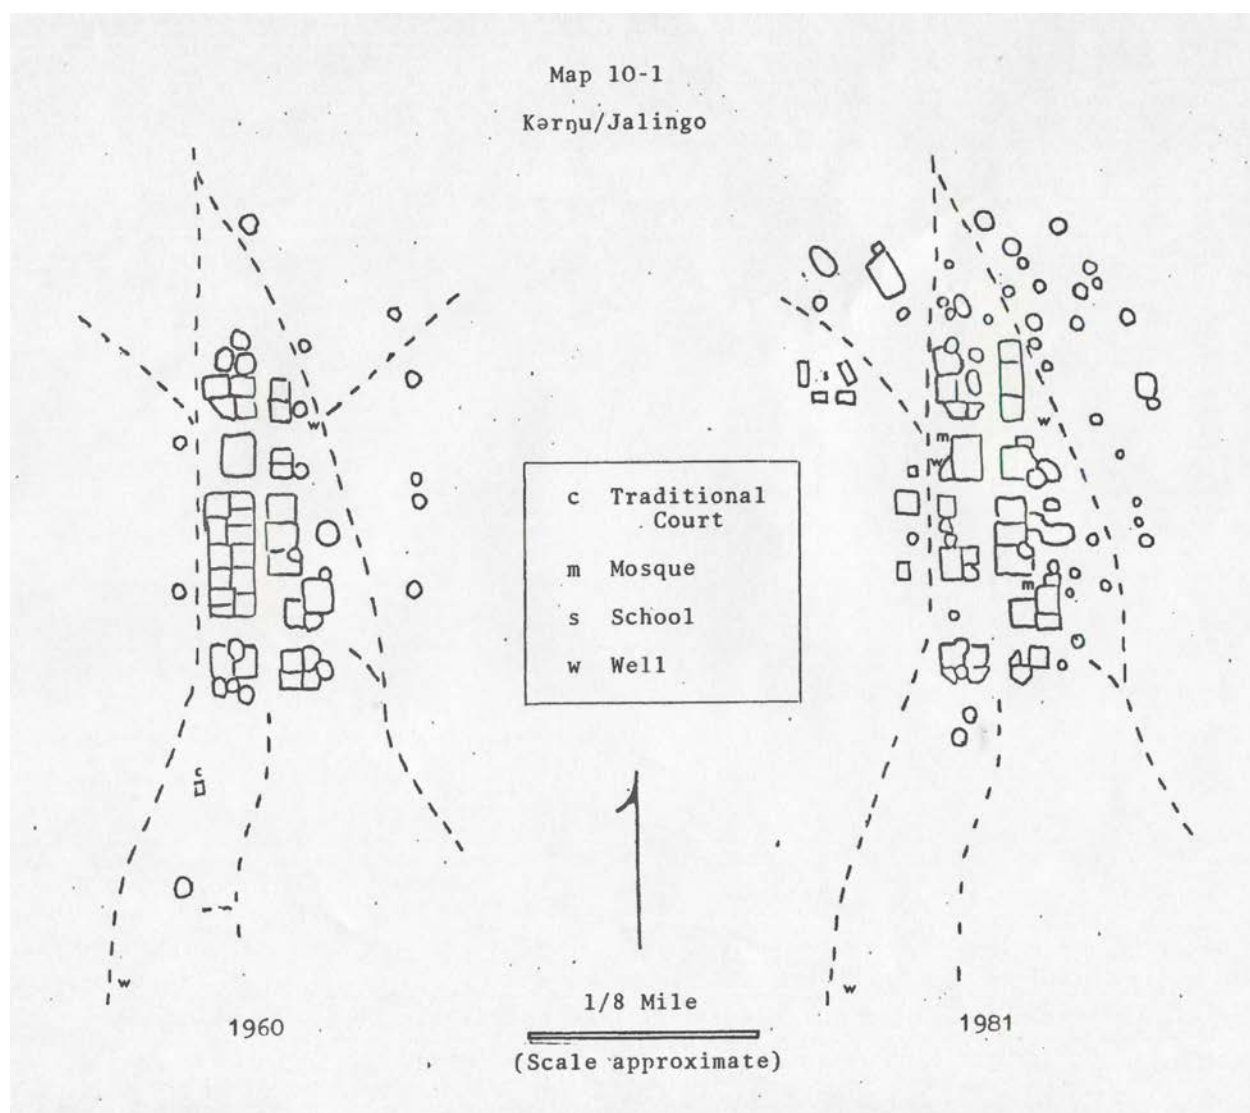 Map 10-1
Kərŋu/Jalingo
w
c
w
1960
c Traditional
Court
m Mosque
s School
w Well
1/8 Mile
(Scale approximate)
w
m
w
m
w
1981